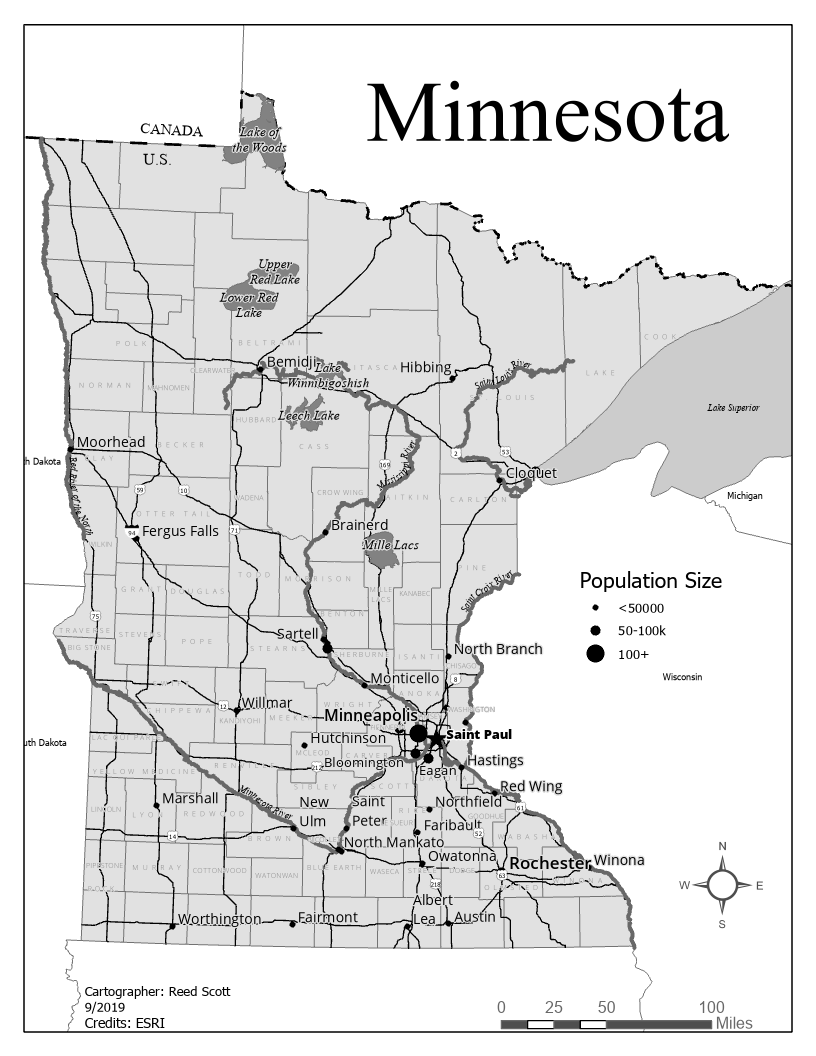 Minnesota
CANADA
U.S.
Lake of
the Woods
Upper
Red Lake
Lower Red
Lake
COOK
POLK
BELTRAMI
Bemidji
Lake
Winnibigoshish
ITASCA
Hibbing
Saint Louis River
LAKE
CLEARWATER
NORMAN
MAHNOMEN
HUBBARD
Leech Lake
CASS
ST LOUIS
Lake Superior
Moorhead
CLAY
BECKER
h Dakota
Red River of the North
Mississippi River
169
2
53
Cloquet
59
10
WADENA
CROW WING
AITKIN
CARLTON
Michigan
OTTER TAIL
94
Fergus Falls
71
Brainerd
WILKIN
Mille Lacs
TODD
MORRISON
PINE
Saint Croix River
GRANT
DOUGLAS
MILLE
LACS
KANABEC
Population Size
<50000
50-100k
100+
75
BENTON
TRAVERSE
STEVENS
POPE
STEARNS
Sartell
SHERBURNE
ISANTI
North Branch
BIG STONE
CHISAGO
Wisconsin
SWIFT
Monticello
8
ANOKA
12
Willmar
WRIGHT
CHIPPEWA
KANDIYOHI
MEEKER
Minneapolis
WASHINGTON
uth Dakota
LAC QUI PARLE
Hutchinson
Saint Paul
MCLEOD
CARVER
RENVILLE
212
Bloomington
Hastings
YELLOW MEDICINE
Eagan
SIBLEY
SCOTT
Minnesota River
Red Wing
Marshall
New
Ulm
Saint
Peter
Northfield
61
LINCOLN
LYON
REDWOOD
RICE
GOODHUE
Faribault
52
WABASHA
14
BROWN
North Mankato
Owatonna
Rochester
Winona
PIPESTONE
MURRAY
COTTONWOOD
WATONWAN
BLUE EARTH
WASECA
STEELE
DODGE
63
OLMSTED
WINONA
218
ROCK
Albert
Lea
Austin
Worthington
Fairmont
N
W
E
S
Cartographer: Reed Scott
9/2019
Credits: ESRI
0 25 50 100
Miles